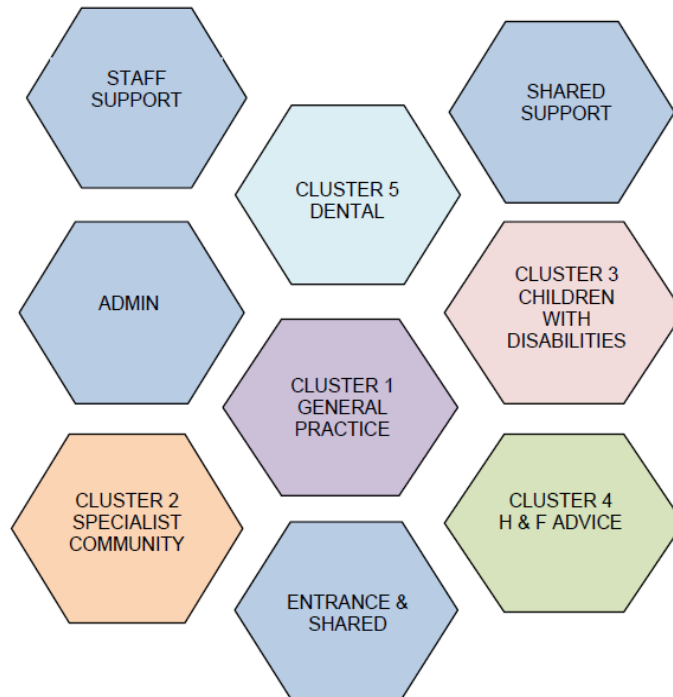 STAFF
SUPPORT
SHARED
SUPPORT
CLUSTER 5
DENTAL
ADMIN
CLUSTER 3
CHILDREN
WITH
DISABILITIES
CLUSTER 1
GENERAL
PRACTICE
CLUSTER 2
SPECIALIST
COMMUNITY
CLUSTER 4
H & F ADVICE
ENTRANCE &
SHARED